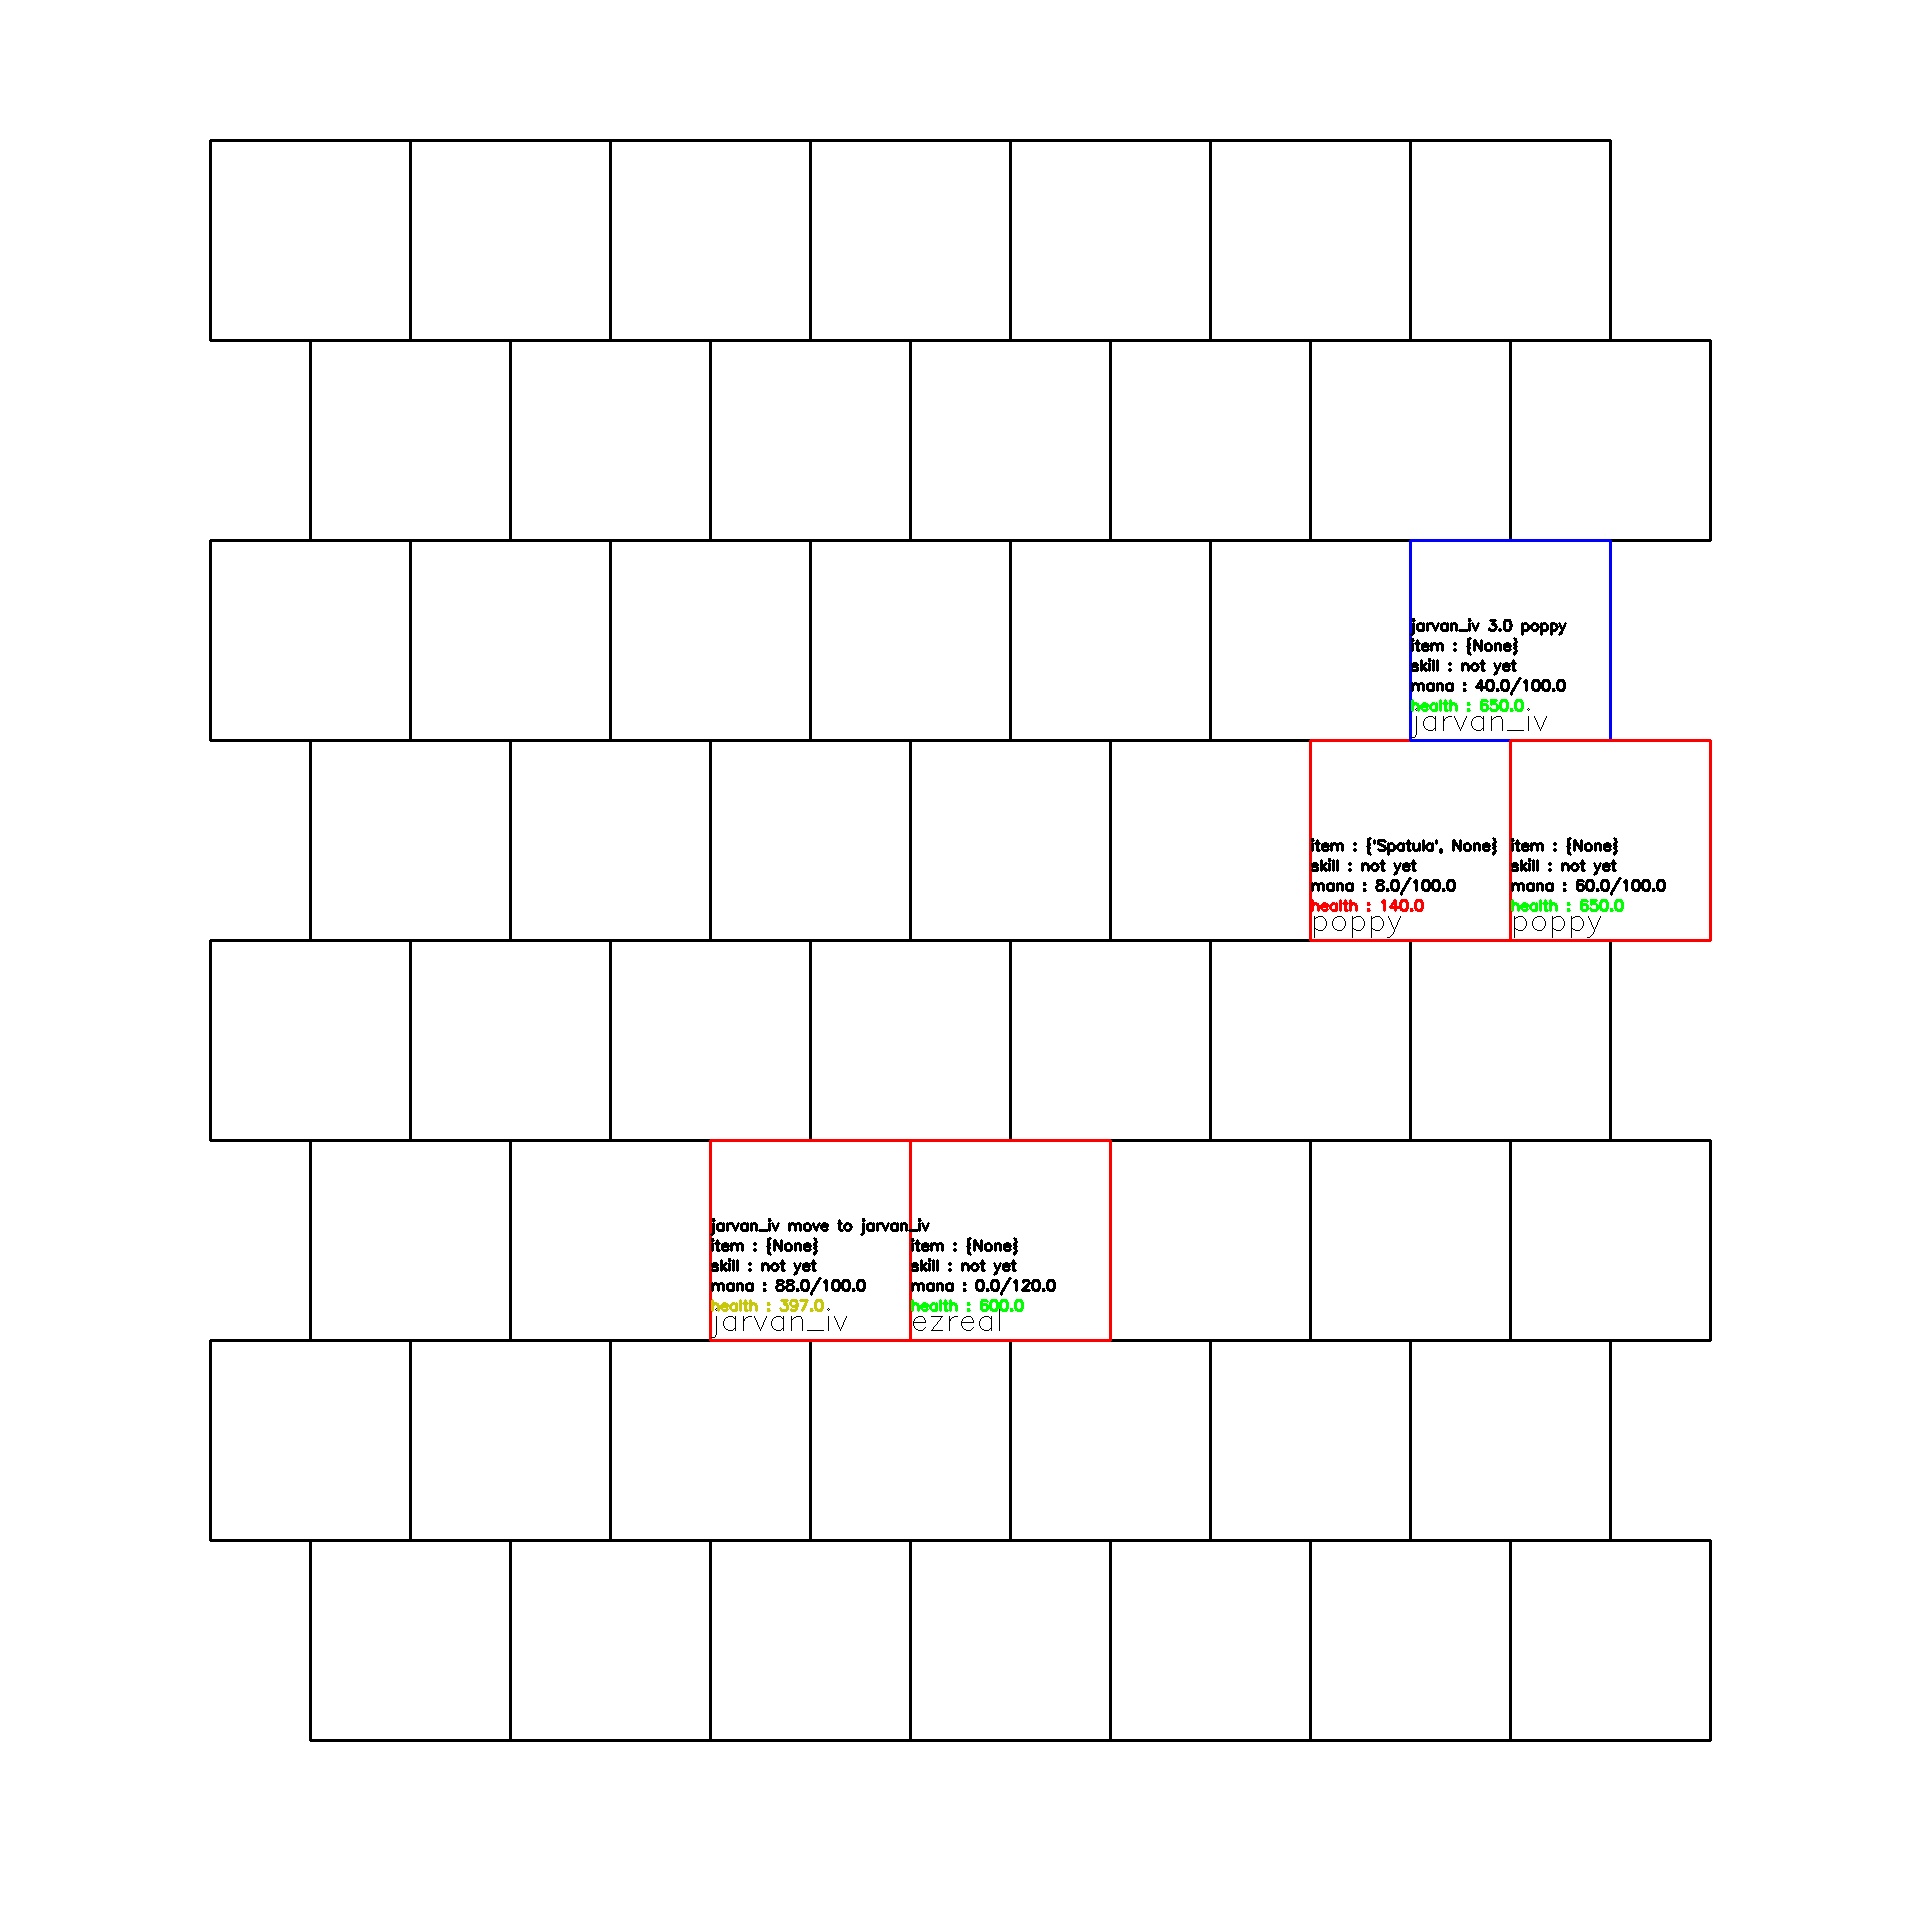 jarvan_iv 3.0 poppy
item : {None}
skill : not yet
mana : 40.0/100.0
health : 650.0
jarvan_iv
item : {'Spatula', None}
skill : not yet
mana : 8.0/100.0
health : 140.0
poppy
item : {None}
skill : not yet
mana : 60.0/100.0
health : 650.0
poppy
jarvan_iv move to jarvan_iv
item : {None}
skill : not yet
mana : 88.0/100.0
health : 397.0
jarvan_iv
item : {None}
skill : not yet
mana : 0.0/120.0
health : 600.0
ezreal